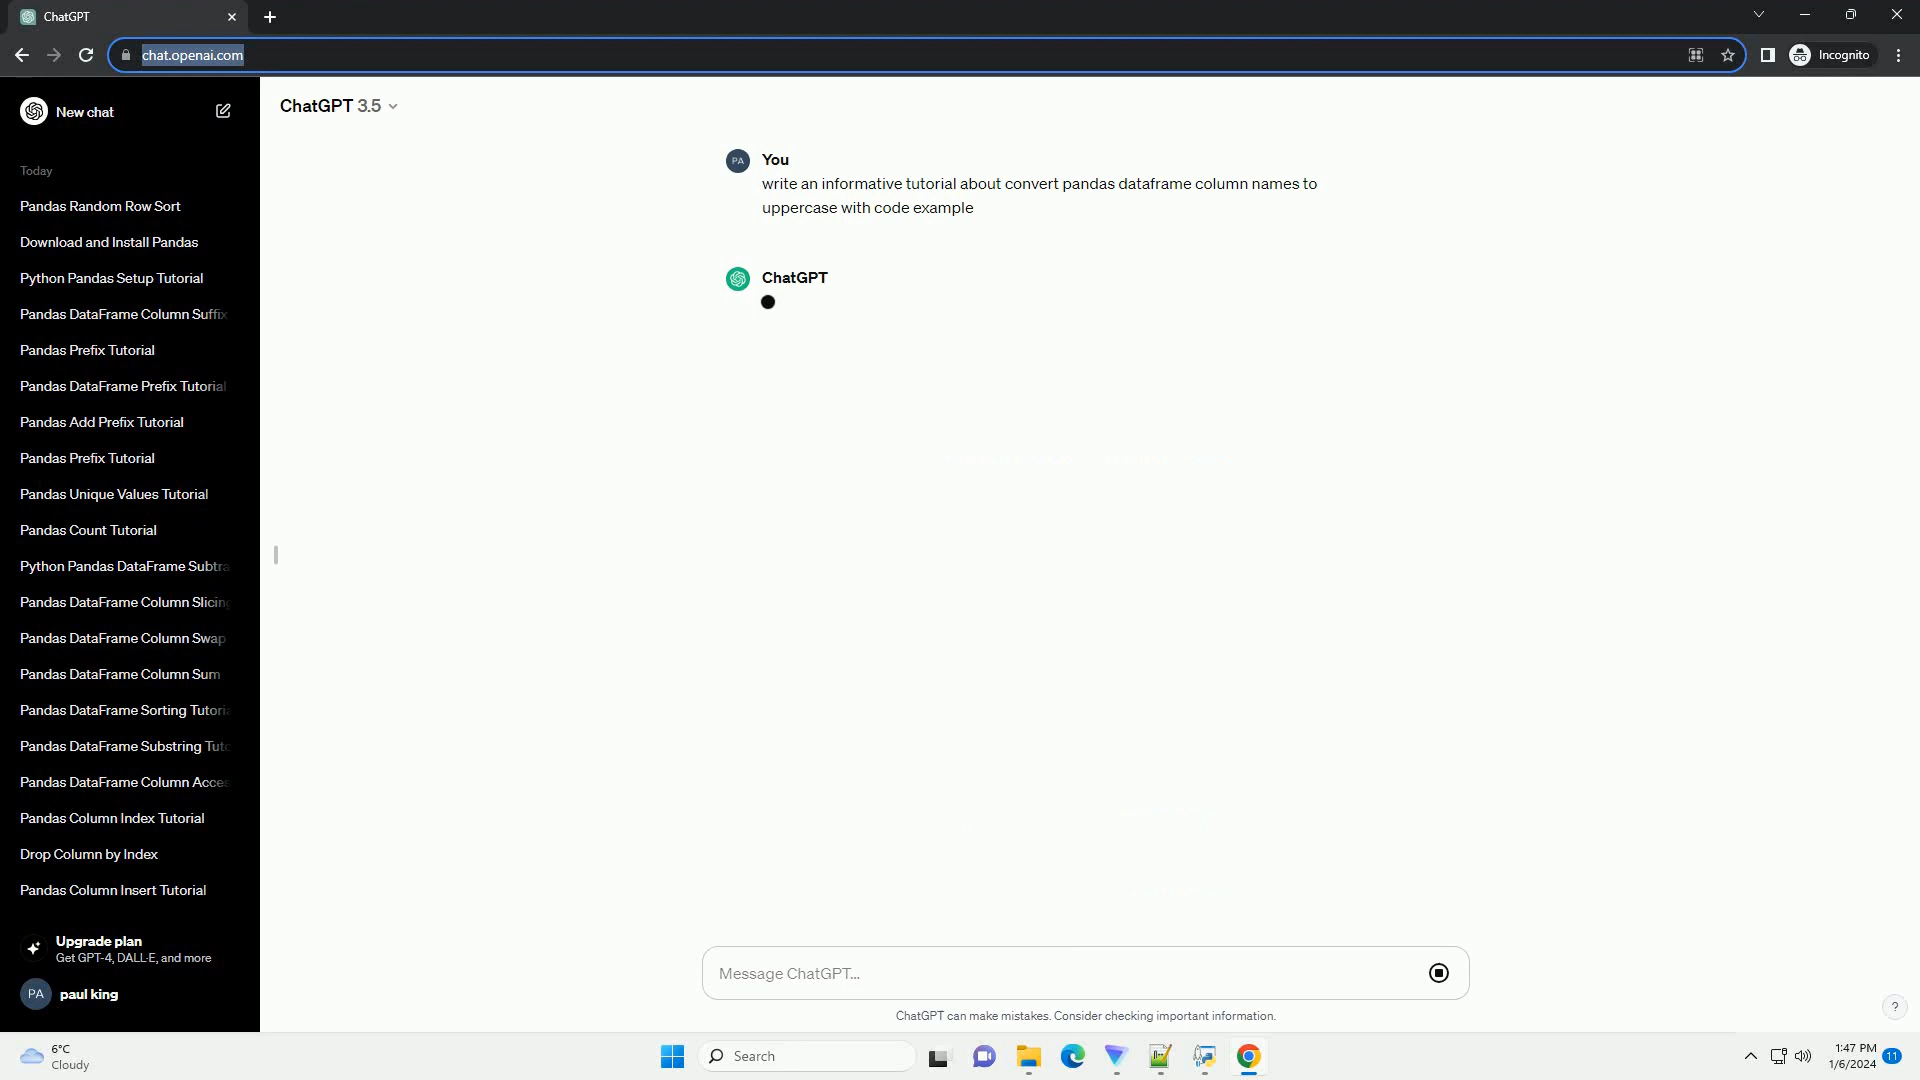 ChatGPT
chat.openai.com
Incognito
New chat
ChatGPT 3.5
Today
Pandas Random Row Sort
Download and Install Pandas
Python Pandas Setup Tutorial
Pandas DataFrame Column Suffix
Pandas Prefix Tutorial
Pandas DataFrame Prefix Tutorial
Pandas Add Prefix Tutorial
Pandas Prefix Tutorial
Pandas Unique Values Tutorial
Pandas Count Tutorial
Python Pandas DataFrame Subtra
Pandas DataFrame Column Slicing
Pandas DataFrame Column Swap
Pandas DataFrame Column Sum
Pandas DataFrame Sorting Tutoria
Pandas DataFrame Substring Tuto
Pandas DataFrame Column Acces
Pandas Column Index Tutorial
Drop Column by Index
Pandas Column Insert Tutorial
Upgrade plan
Get GPT-4, DALL·E, and more
PA paul king
PA You
write an informative tutorial about convert pandas dataframe column names to
uppercase with code example
ChatGPT
Message ChatGPT...
ChatGPT can make mistakes. Consider checking important information.
?
6°C
Cloudy
Search
1:47 PM
1/6/2024
11